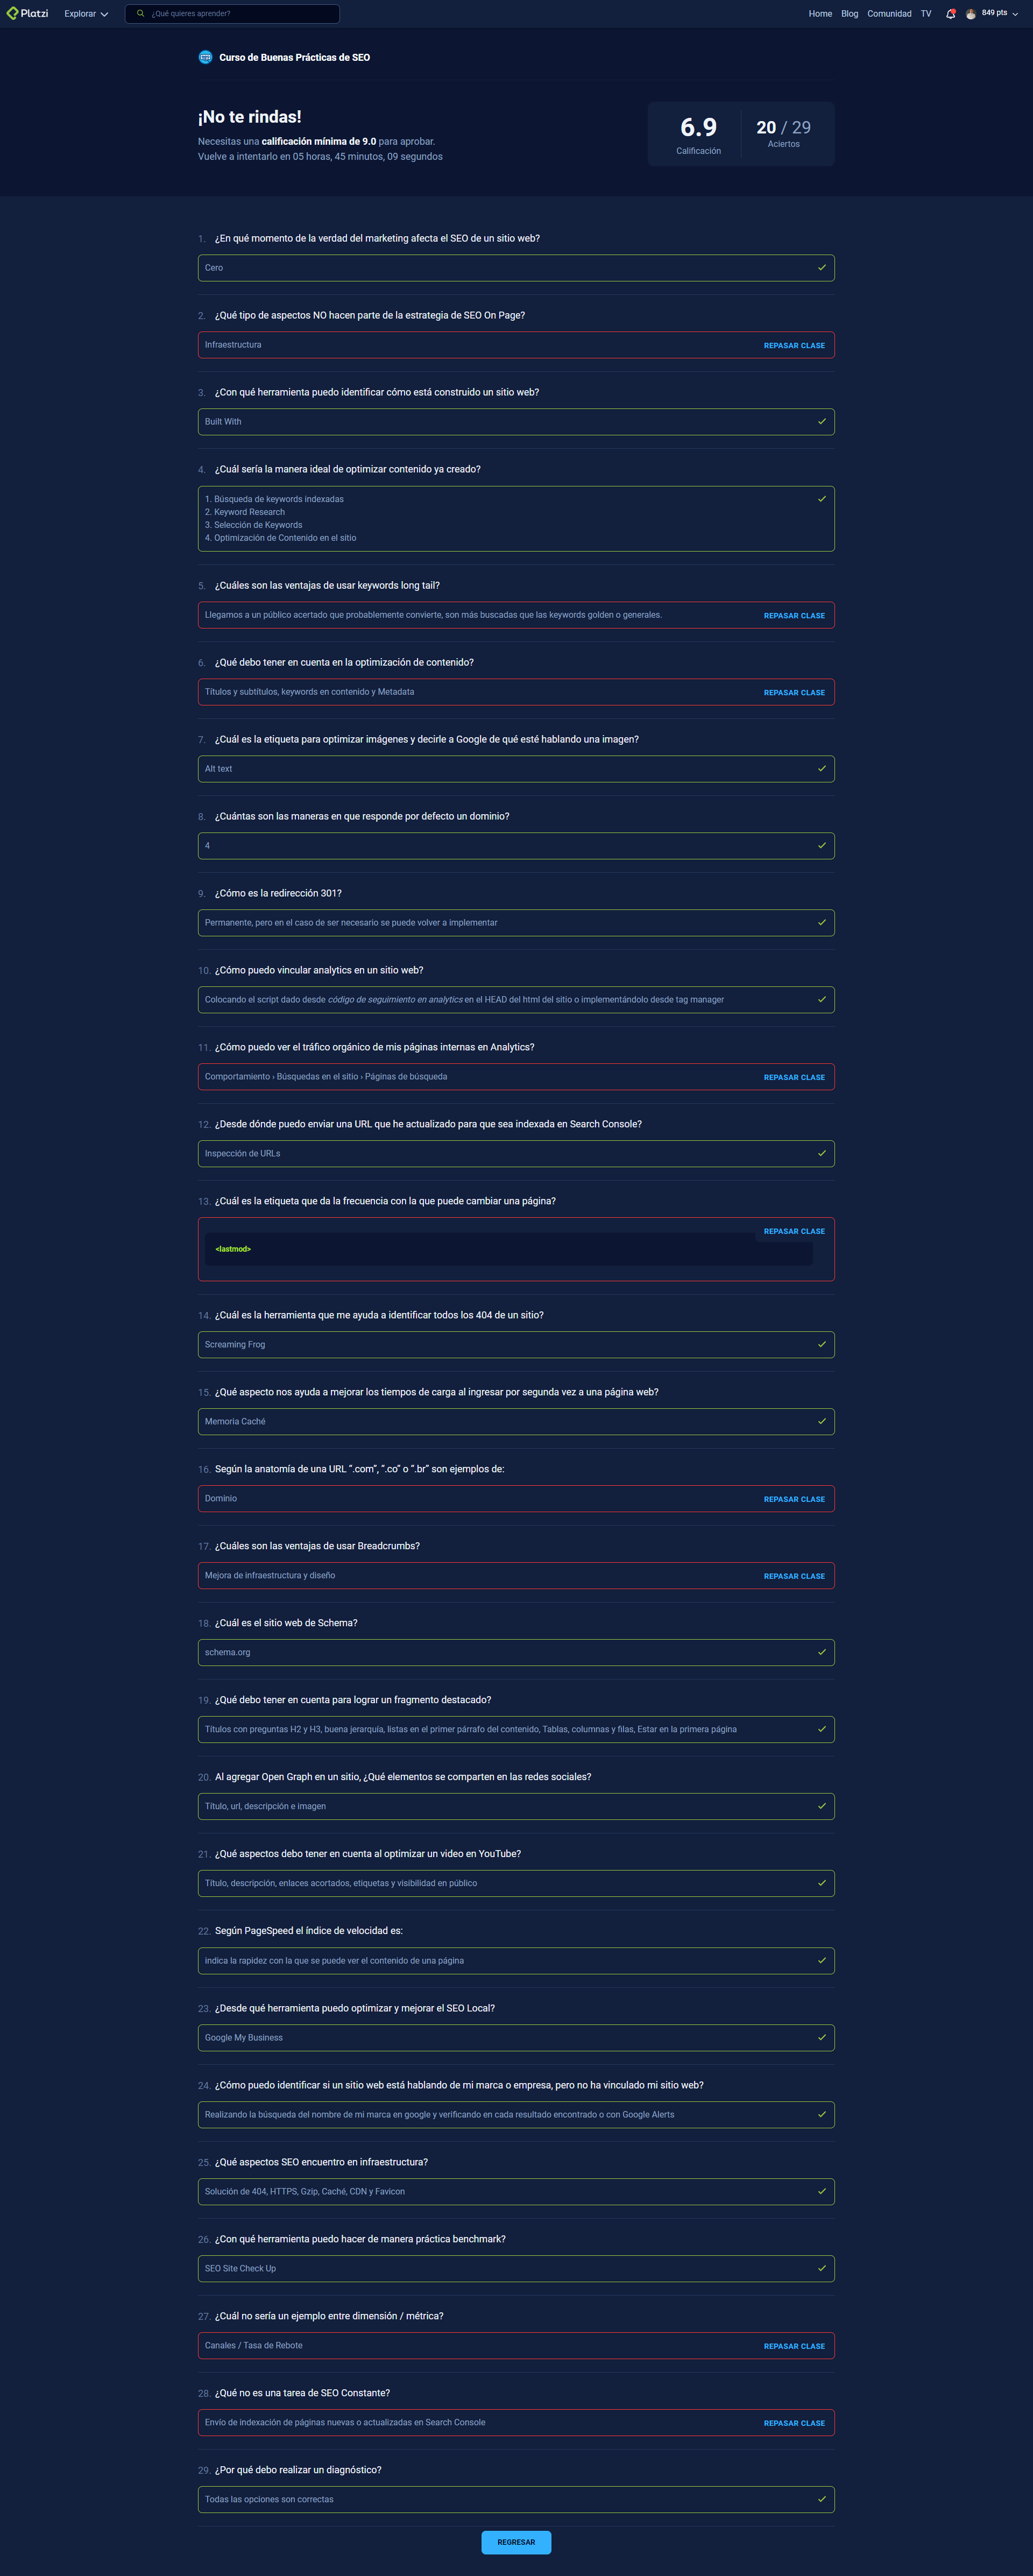 Platzi
Explorar
¿Qué quieres aprender?
Home Blog Comunidad TV
849 pts
Curso de Buenas Prácticas de SEO
¡No te rindas!
Necesitas una calificación mínima de 9.0 para aprobar.
Vuelve a intentarlo en 05 horas, 45 minutos, 09 segundos
6.9
Calificación
20 / 29
Aciertos
1. ¿En qué momento de la verdad del marketing afecta el SEO de un sitio web?
Cero
2. ¿Qué tipo de aspectos NO hacen parte de la estrategia de SEO On Page?
Infraestructura
REPASAR CLASE
3. ¿Con qué herramienta puedo identificar cómo está construido un sitio web?
Built With
4. ¿Cuál sería la manera ideal de optimizar contenido ya creado?
1. Búsqueda de keywords indexadas
2. Keyword Research
3. Selección de Keywords
4. Optimización de Contenido en el sitio
5. ¿Cuáles son las ventajas de usar keywords long tail?
Llegamos a un público acertado que probablemente convierte, son más buscadas que las keywords golden o generales.
REPASAR CLASE
6. ¿Qué debo tener en cuenta en la optimización de contenido?
Títulos y subtítulos, keywords en contenido y Metadata
REPASAR CLASE
7. ¿Cuál es la etiqueta para optimizar imágenes y decirle a Google de qué esté hablando una imagen?
Alt text
8. ¿Cuántas son las maneras en que responde por defecto un dominio?
4
9. ¿Cómo es la redirección 301?
Permanente, pero en el caso de ser necesario se puede volver a implementar
10. ¿Cómo puedo vincular analytics en un sitio web?
Colocando el script dado desde código de seguimiento en analytics en el HEAD del html del sitio o implementándolo desde tag manager
11. ¿Cómo puedo ver el tráfico orgánico de mis páginas internas en Analytics?
Comportamiento › Búsquedas en el sitio › Páginas de búsqueda
REPASAR CLASE
12. ¿Desde dónde puedo enviar una URL que he actualizado para que sea indexada en Search Console?
Inspección de URLs
13. ¿Cuál es la etiqueta que da la frecuencia con la que puede cambiar una página?
REPASAR CLASE
<lastmod>
14. ¿Cuál es la herramienta que me ayuda a identificar todos los 404 de un sitio?
Screaming Frog
15. ¿Qué aspecto nos ayuda a mejorar los tiempos de carga al ingresar por segunda vez a una página web?
Memoria Caché
16. Según la anatomía de una URL “.com”, “.co” o “.br” son ejemplos de:
Dominio
REPASAR CLASE
17. ¿Cuáles son las ventajas de usar Breadcrumbs?
Mejora de infraestructura y diseño
REPASAR CLASE
18. ¿Cuál es el sitio web de Schema?
schema.org
19. ¿Qué debo tener en cuenta para lograr un fragmento destacado?
Títulos con preguntas H2 y H3, buena jerarquía, listas en el primer párrafo del contenido, Tablas, columnas y filas, Estar en la primera página
20. Al agregar Open Graph en un sitio, ¿Qué elementos se comparten en las redes sociales?
Título, url, descripción e imagen
21. ¿Qué aspectos debo tener en cuenta al optimizar un video en YouTube?
Título, descripción, enlaces acortados, etiquetas y visibilidad en público
22. Según PageSpeed el índice de velocidad es:
indica la rapidez con la que se puede ver el contenido de una página
23. ¿Desde qué herramienta puedo optimizar y mejorar el SEO Local?
Google My Business
24. ¿Cómo puedo identificar si un sitio web está hablando de mi marca o empresa, pero no ha vinculado mi sitio web?
Realizando la búsqueda del nombre de mi marca en google y verificando en cada resultado encontrado o con Google Alerts
25. ¿Qué aspectos SEO encuentro en infraestructura?
Solución de 404, HTTPS, Gzip, Caché, CDN y Favicon
26. ¿Con qué herramienta puedo hacer de manera práctica benchmark?
SEO Site Check Up
27. ¿Cuál no sería un ejemplo entre dimensión / métrica?
Canales / Tasa de Rebote
REPASAR CLASE
28. ¿Qué no es una tarea de SEO Constante?
Envío de indexación de páginas nuevas o actualizadas en Search Console
REPASAR CLASE
29. ¿Por qué debo realizar un diagnóstico?
Todas las opciones son correctas
REGRESAR